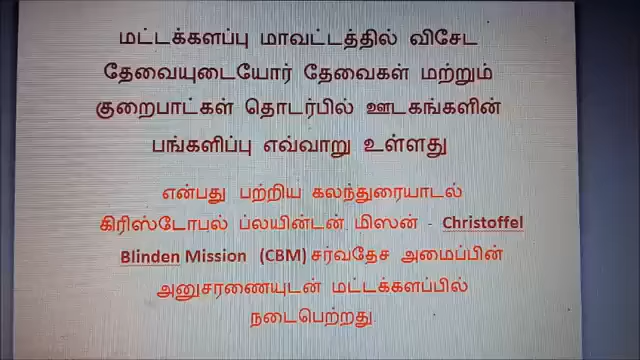 மட்டக்களப்பு மாவட்டத்தில் விசேட
தேவையுடையோர் தேவைகள் மற்றும்
குறைபாட்கள் தொடர்பில் ஊடகங்களின்
பங்களிப்பு எவ்வாறு உள்ளது
என்பது பற்றிய கலந்துரையாடல்
கிரிஸ்டோபல் ப்லயின்டன் மிஸன் - Christoffel
Blinden Mission (CBM) சர்வதேச அமைப்பின்
அனுசரணையுடன் மட்டக்களப்பில்
நடைபெற்றது